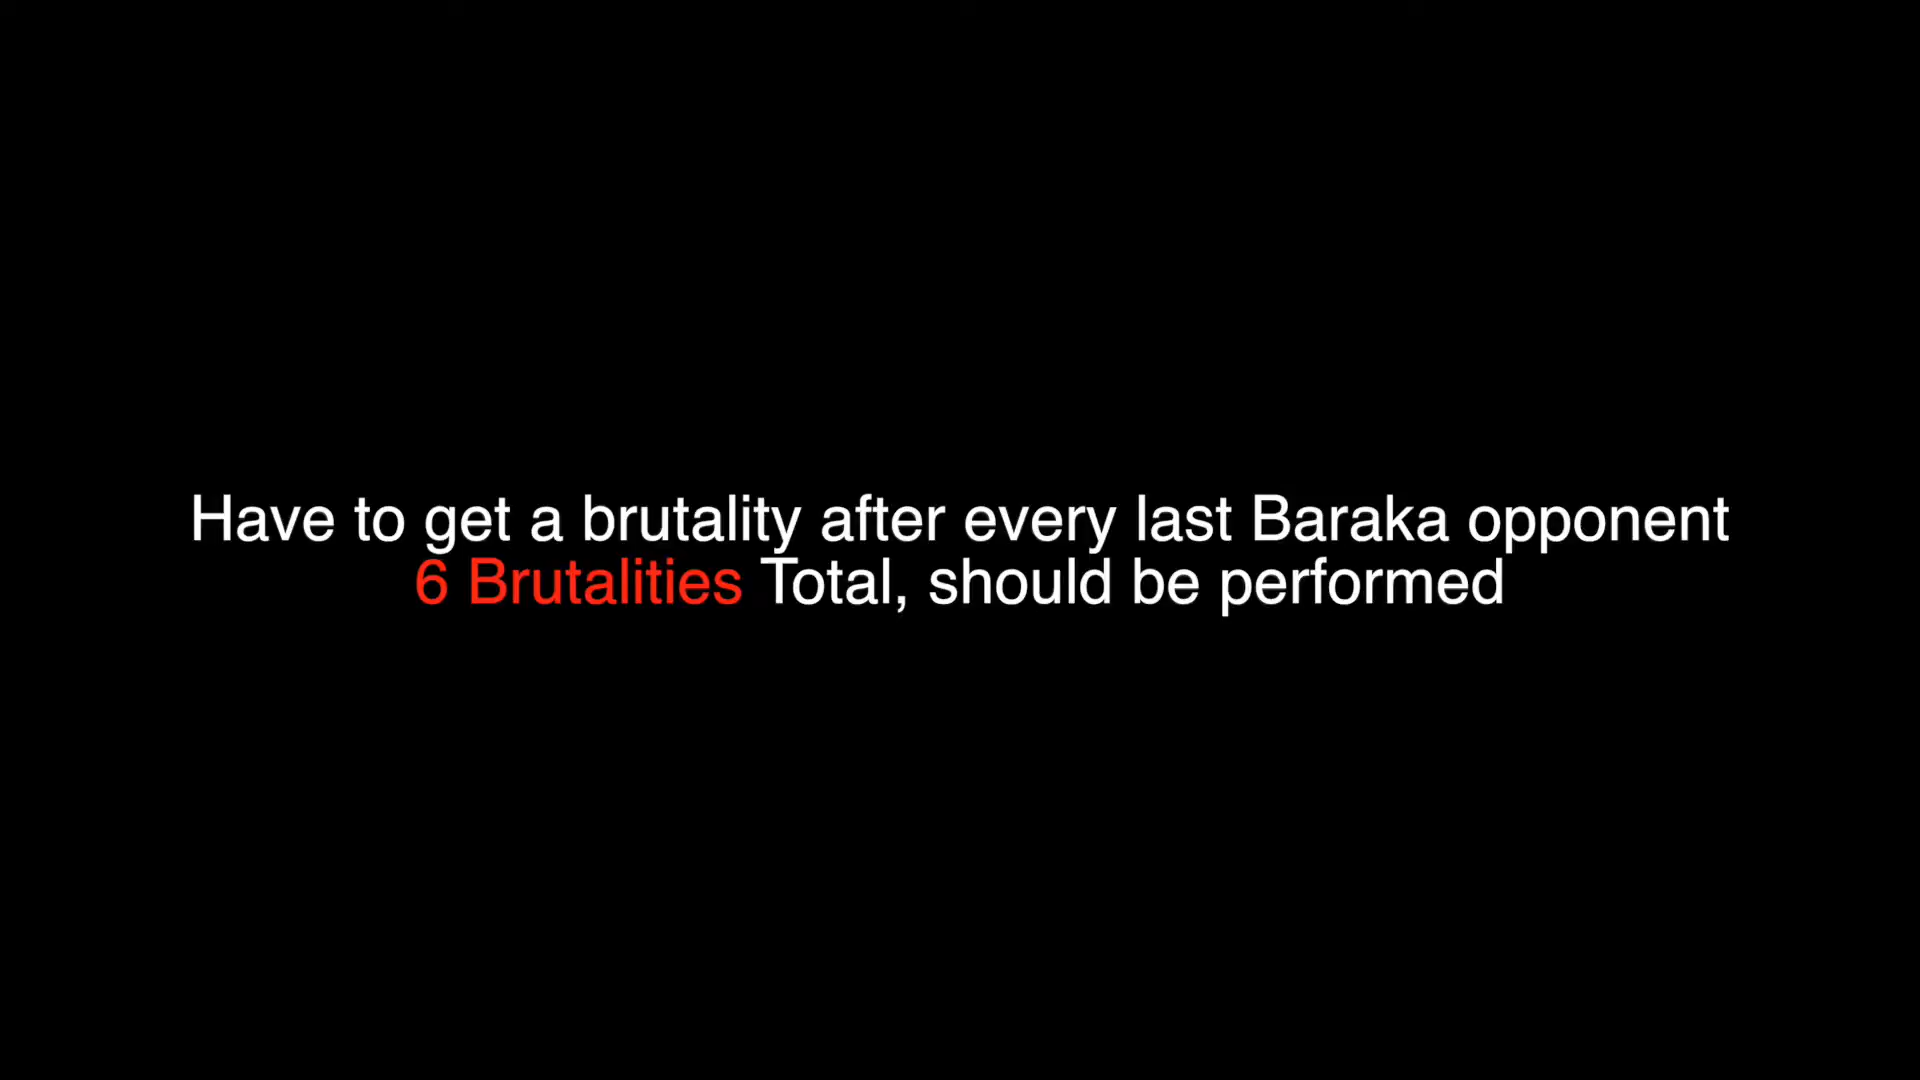 Have to get a brutality after every last Baraka opponent
6 Brutalities Total, should be performed